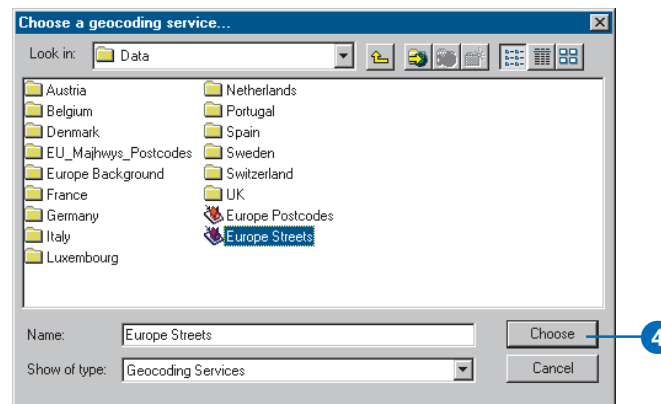 Choose a geocoding service...
Look in: Data
Austria
Belgium
Denmark
EU_Majhwys_Postcodes
Europe Background
France
Germany
Italy
Luxembourg
Netherlands
Portugal
Spain
Sweden
Switzerland
UK
Europe Postcodes
Europe Streets
Name: Europe Streets
Choose
4
Show of type: Geocoding Services
Cancel